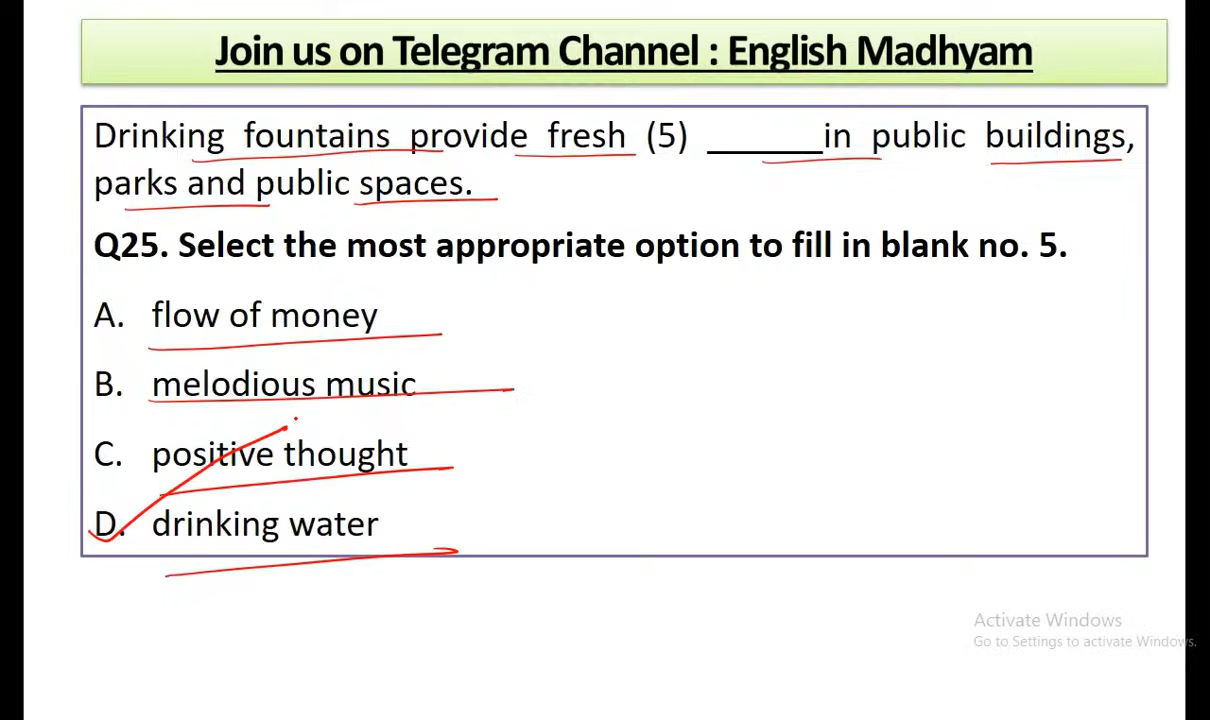 Join us on Telegram Channel : English Madhyam
Drinking fountains provide fresh (5) ______in public buildings,
parks and public spaces.
Q25. Select the most appropriate option to fill in blank no. 5.
A. flow of money
B. melodious music
C. positive thought
D. drinking water
Activate Windows
Go to Settings to activate Windows.